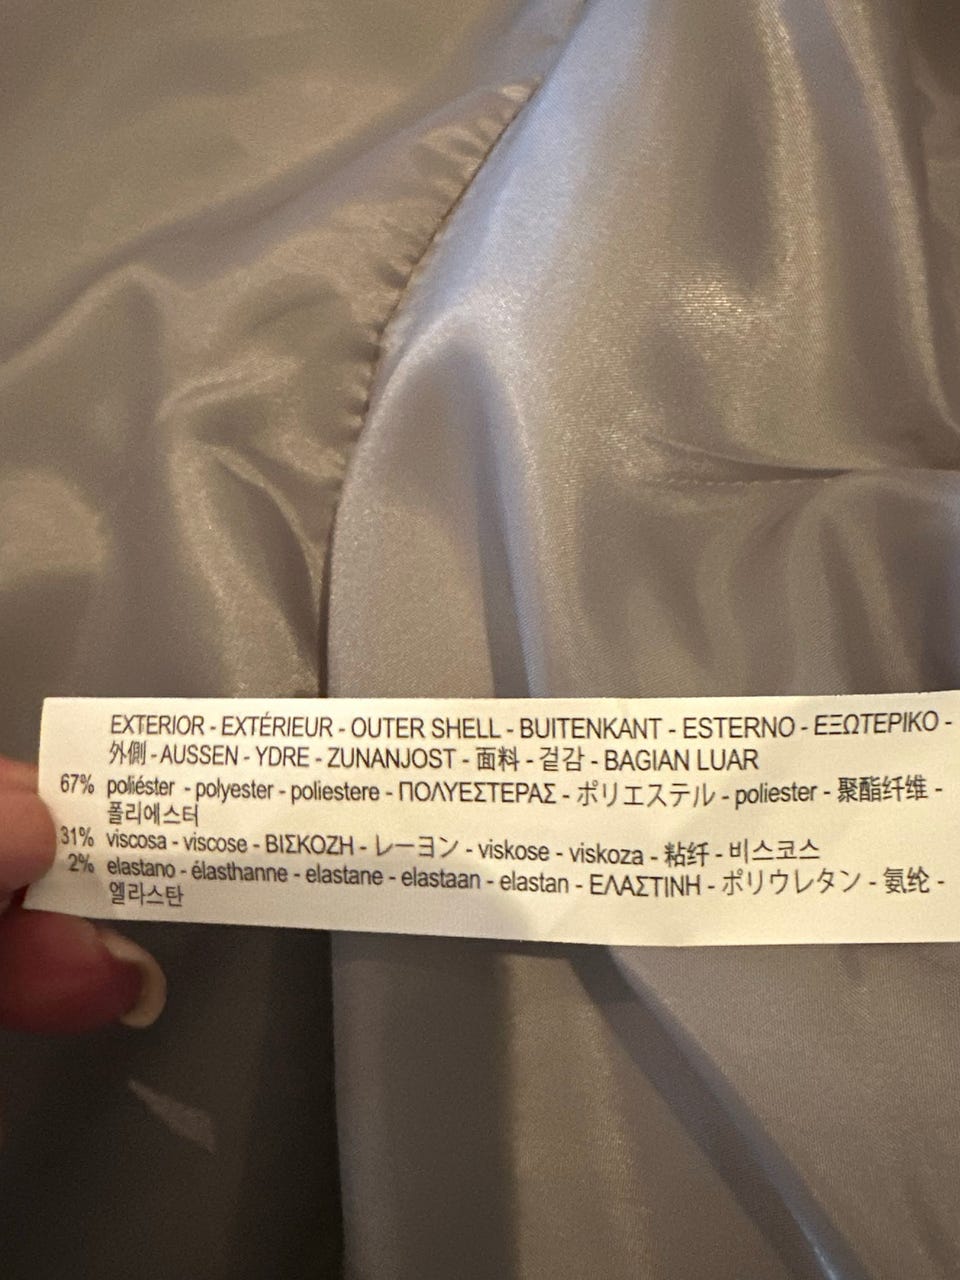 EXTERIOR - EXTÉRIEUR - OUTER SHELL - BUITENKANT - ESTERNO - ΕΞΩΤΕΡΙΚΟ -
外側 - AUSSEN - YDRE - ZUNANJOST - 面料 - 겉감 - BAGIAN LUAR
67% poliéster - polyester - poliestere - ΠΟΛΥΕΣΤΕΡΑΣ - ポリエステル - poliester - 聚酯纤维 -
폴리에스터
31% viscosa - viscose - ΒΙΣΚΟΖΗ - レーヨン - viskose - viskoza - 粘纤 - 비스코스
2% elastano - élasthanne - elastane - elastaan - elastan - ΕΛΑΣΤΙΝΗ - ポリウレタン - 氨纶 -
엘라스탄